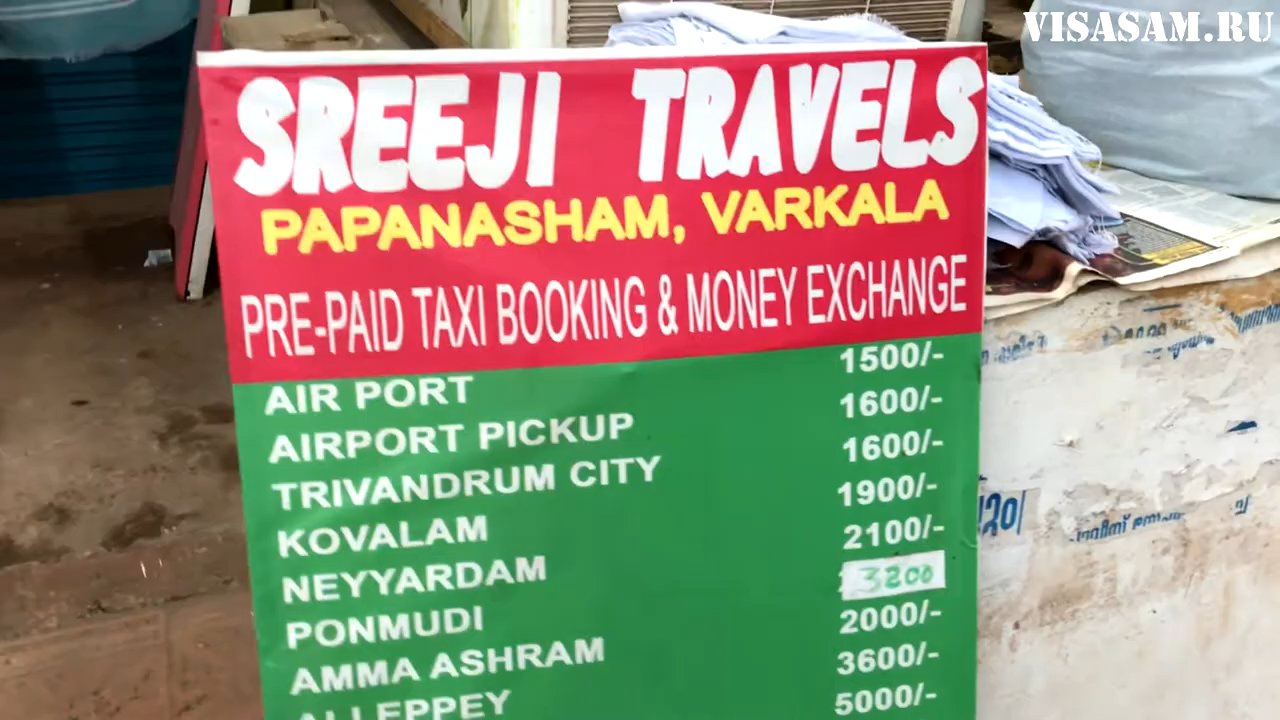 VISASAM.RU
SREEJI TRAVELS
PAPANASHAM, VARKALA
PRE-PAID TAXI BOOKING & MONEY EXCHANGE
AIR PORT 1500/-
AIRPORT PICKUP 1600/-
TRIVANDRUM CITY 1600/-
KOVALAM 1900/-
NEYYARDAM 2100/-
PONMUDI 3200
AMMA ASHRAM 2000/-
ALLEPPEY 3600/-
5000/-